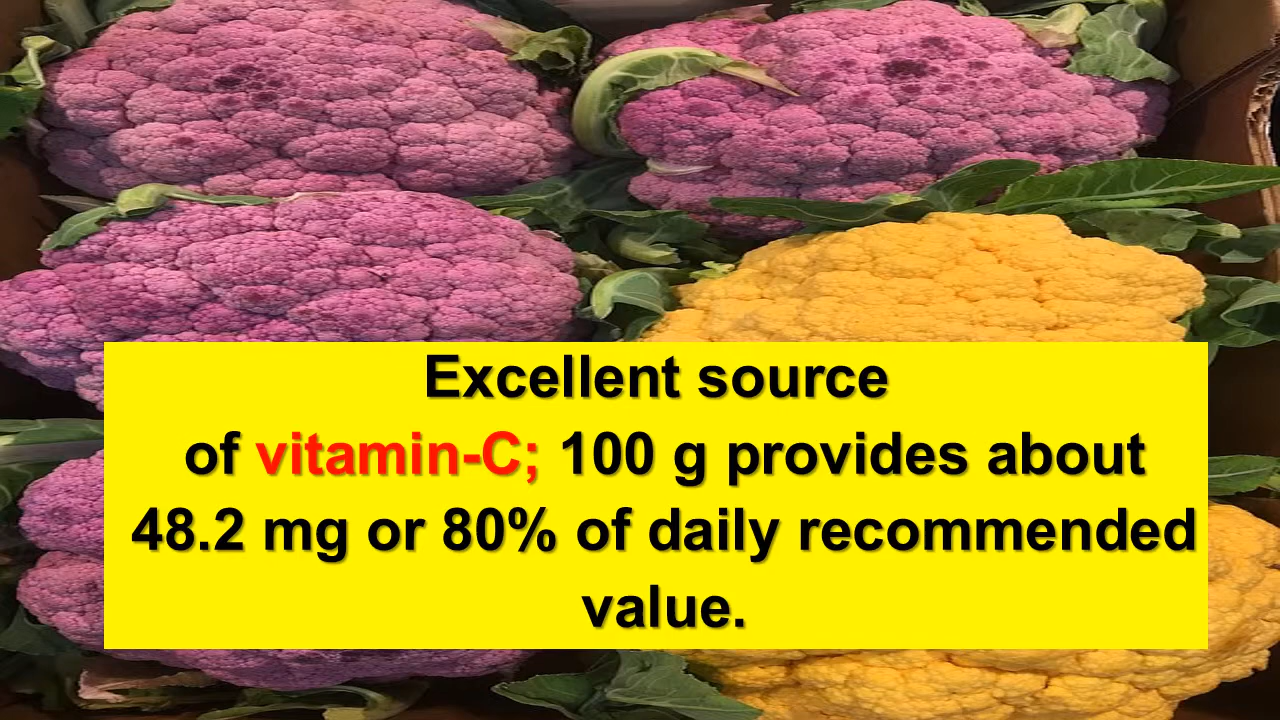 Excellent source
of vitamin-C; 100 g provides about
48.2 mg or 80% of daily recommended
value.